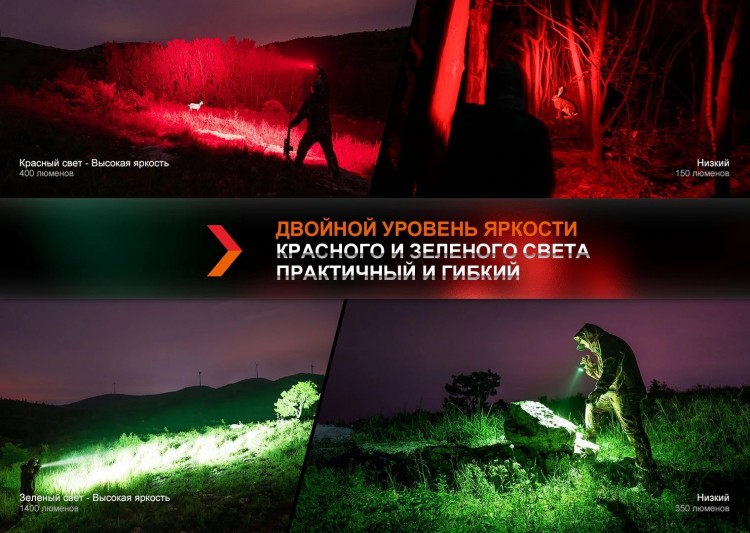 Красный свет - Высокая яркость
400 люменов
Низкий
150 люменов
ДВОЙНОЙ УРОВЕНЬ ЯРКОСТИ
КРАСНОГО И ЗЕЛЕНОГО СВЕТА
ПРАКТИЧНЫЙ И ГИБКИЙ
Зеленый свет - Высокая яркость
1400 люменов
Низкий
350 люменов